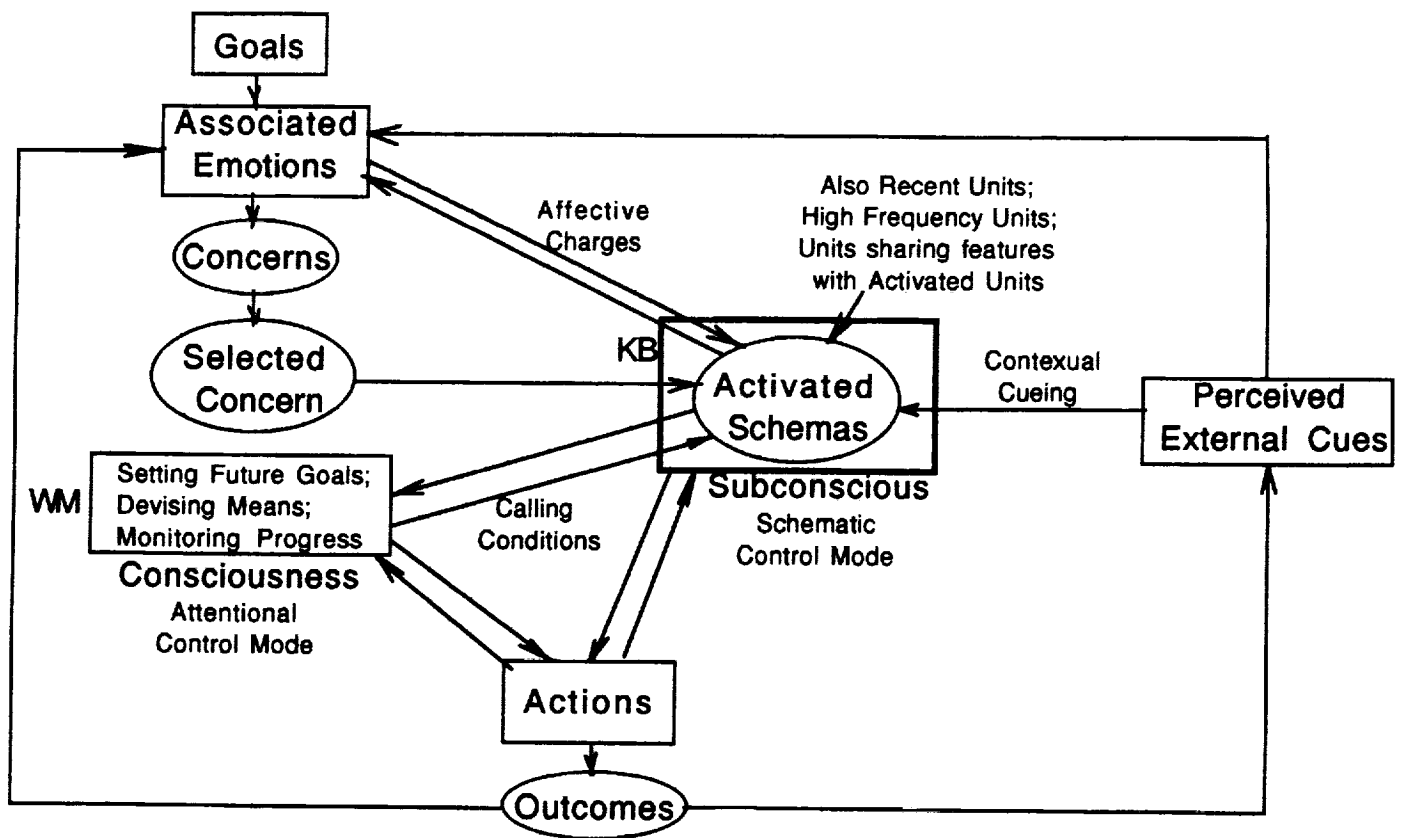 Goals
Associated
Emotions
Concerns
Selected
Concern
Affective
Charges
Also Recent Units;
High Frequency Units;
Units sharing features
with Activated Units
KB
Activated
Schemas
Contexual
Cueing
Perceived
External Cues
Subconscious
Schematic
Control Mode
WM
Setting Future Goals;
Devising Means;
Monitoring Progress
Consciousness
Attentional
Control Mode
Calling
Conditions
Actions
Outcomes